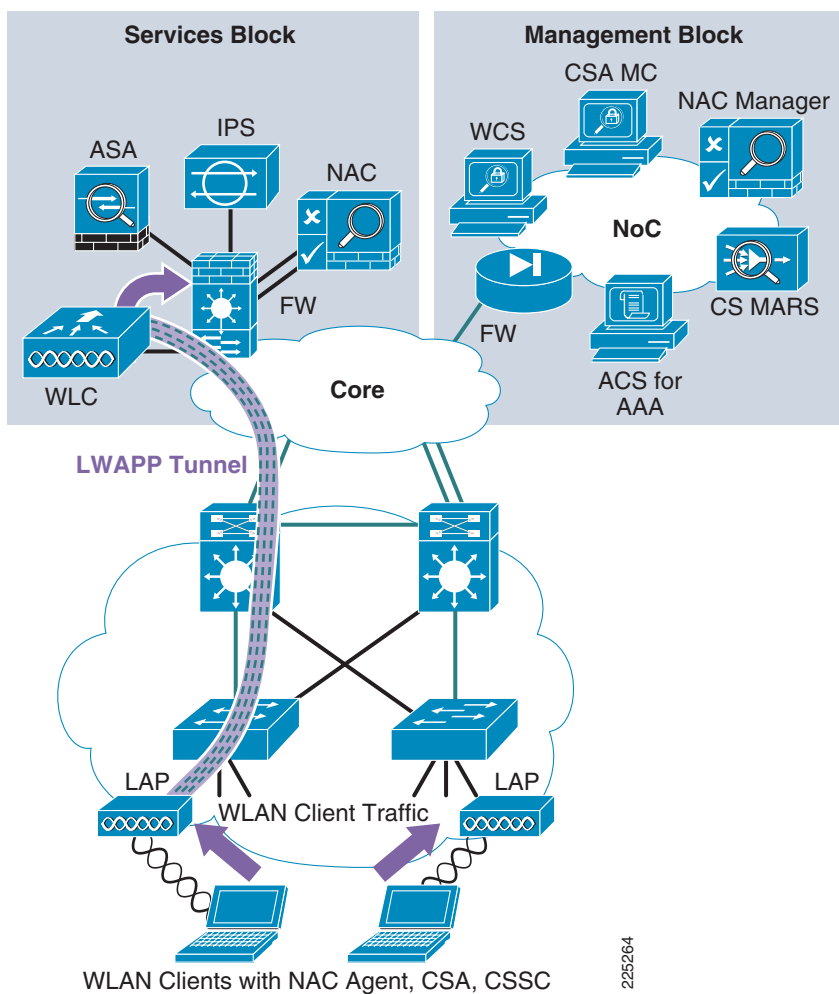 Services Block
Management Block
CSA MC
NAC Manager
WCS
IPS
ASA
NAC
NoC
FW
FW
CS MARS
WLC
Core
ACS for
AAA
LWAPP Tunnel
LAP
LAP
WLAN Client Traffic
WLAN Clients with NAC Agent, CSA, CSSC
225264